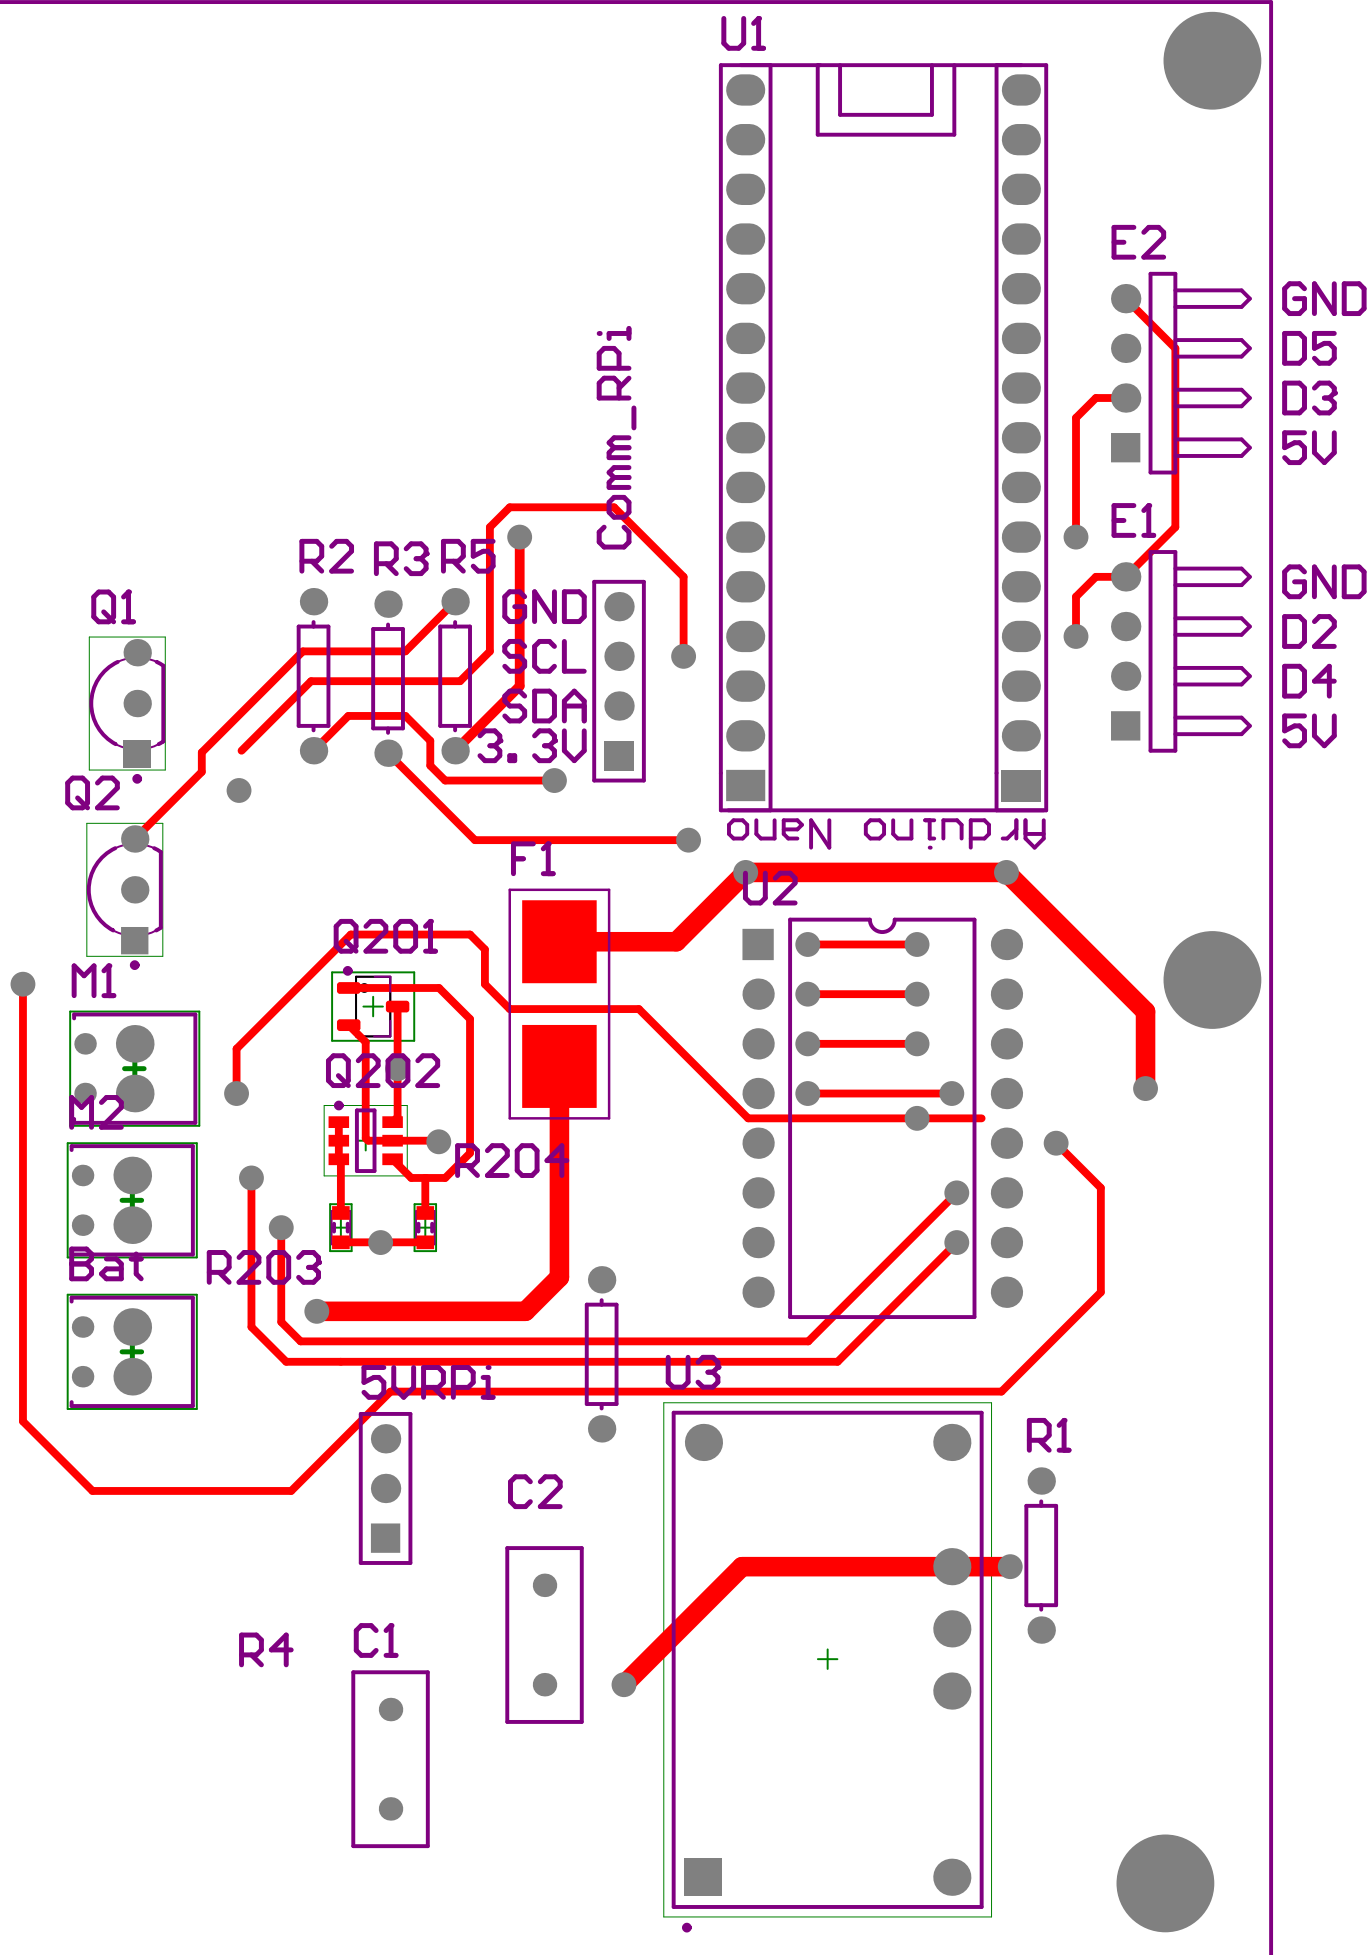 U1
E2
GND
D5
D3
5V
Comm_RPi
E1
R2
R3
R5
GND
Q1
GND
D2
SCL
D4
SDA
5V
3.3V
Q2
Arduino Nano
F1
U2
Q201
M1
Q202
M2
R204
Bat
R203
5VRPi
U3
R1
C2
R4
C1